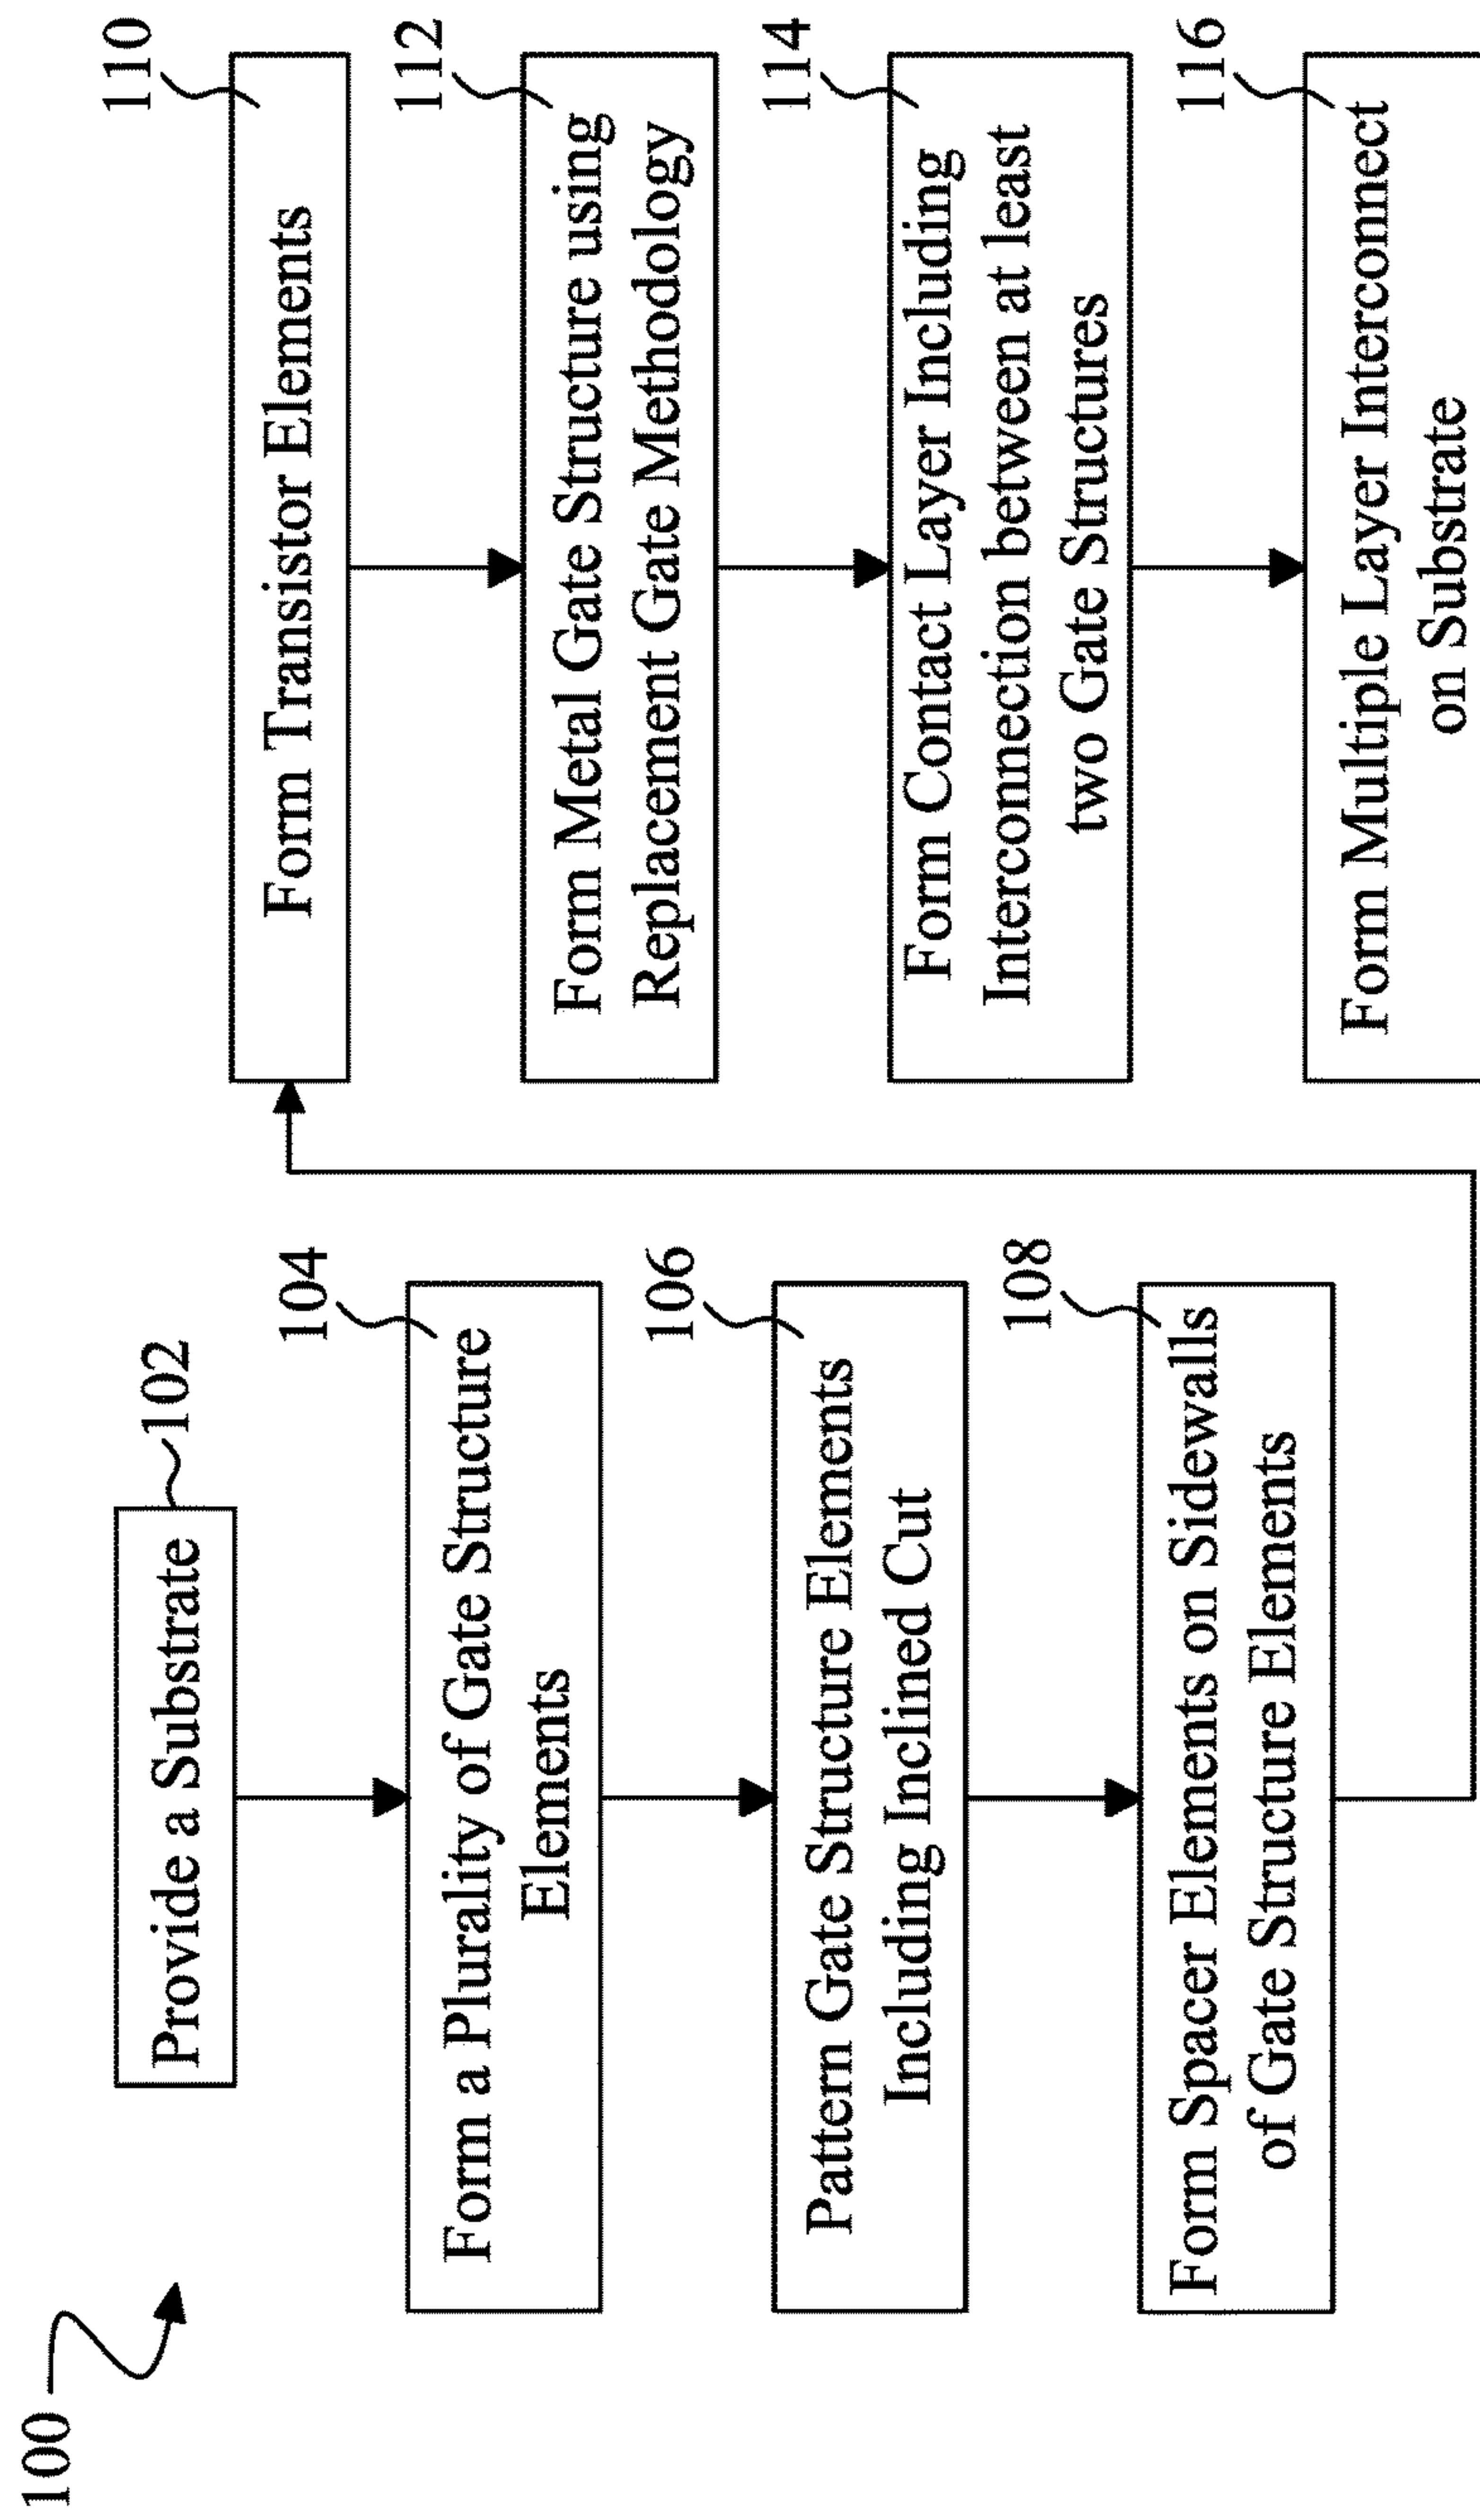 100
102
Provide a Substrate
104
Form a Plurality of Gate Structure
Elements
106
Pattern Gate Structure Elements
Including Inclined Cut
108
Form Spacer Elements on Sidewalls
of Gate Structure Elements
110
Form Transistor Elements
112
Form Metal Gate Structure using
Replacement Gate Methodology
114
Form Contact Layer Including
Interconnection between at least
two Gate Structures
116
Form Multiple Layer Interconnect
on Substrate